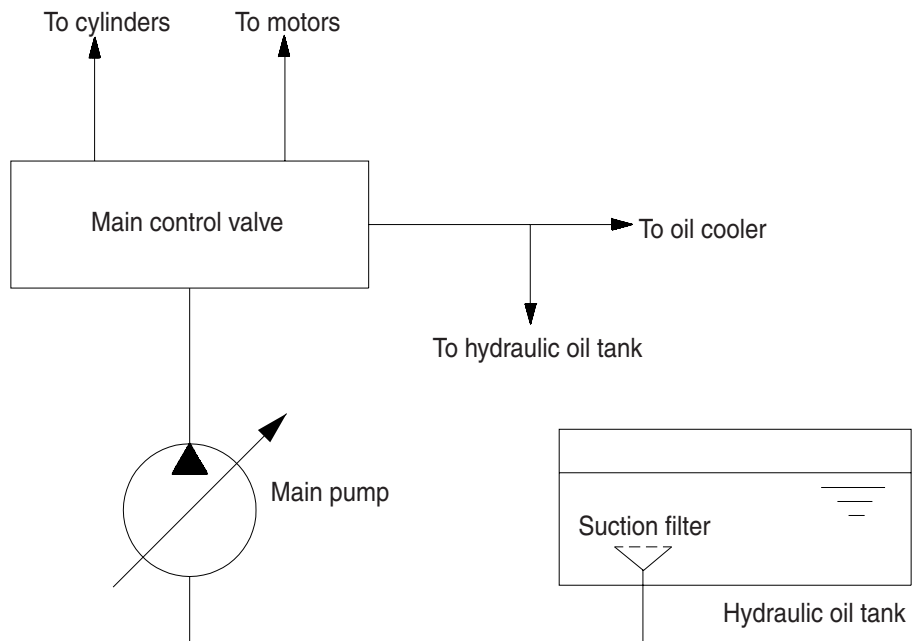 To cylinders
To motors
Main control valve
To oil cooler
To hydraulic oil tank
Main pump
Suction filter
Hydraulic oil tank